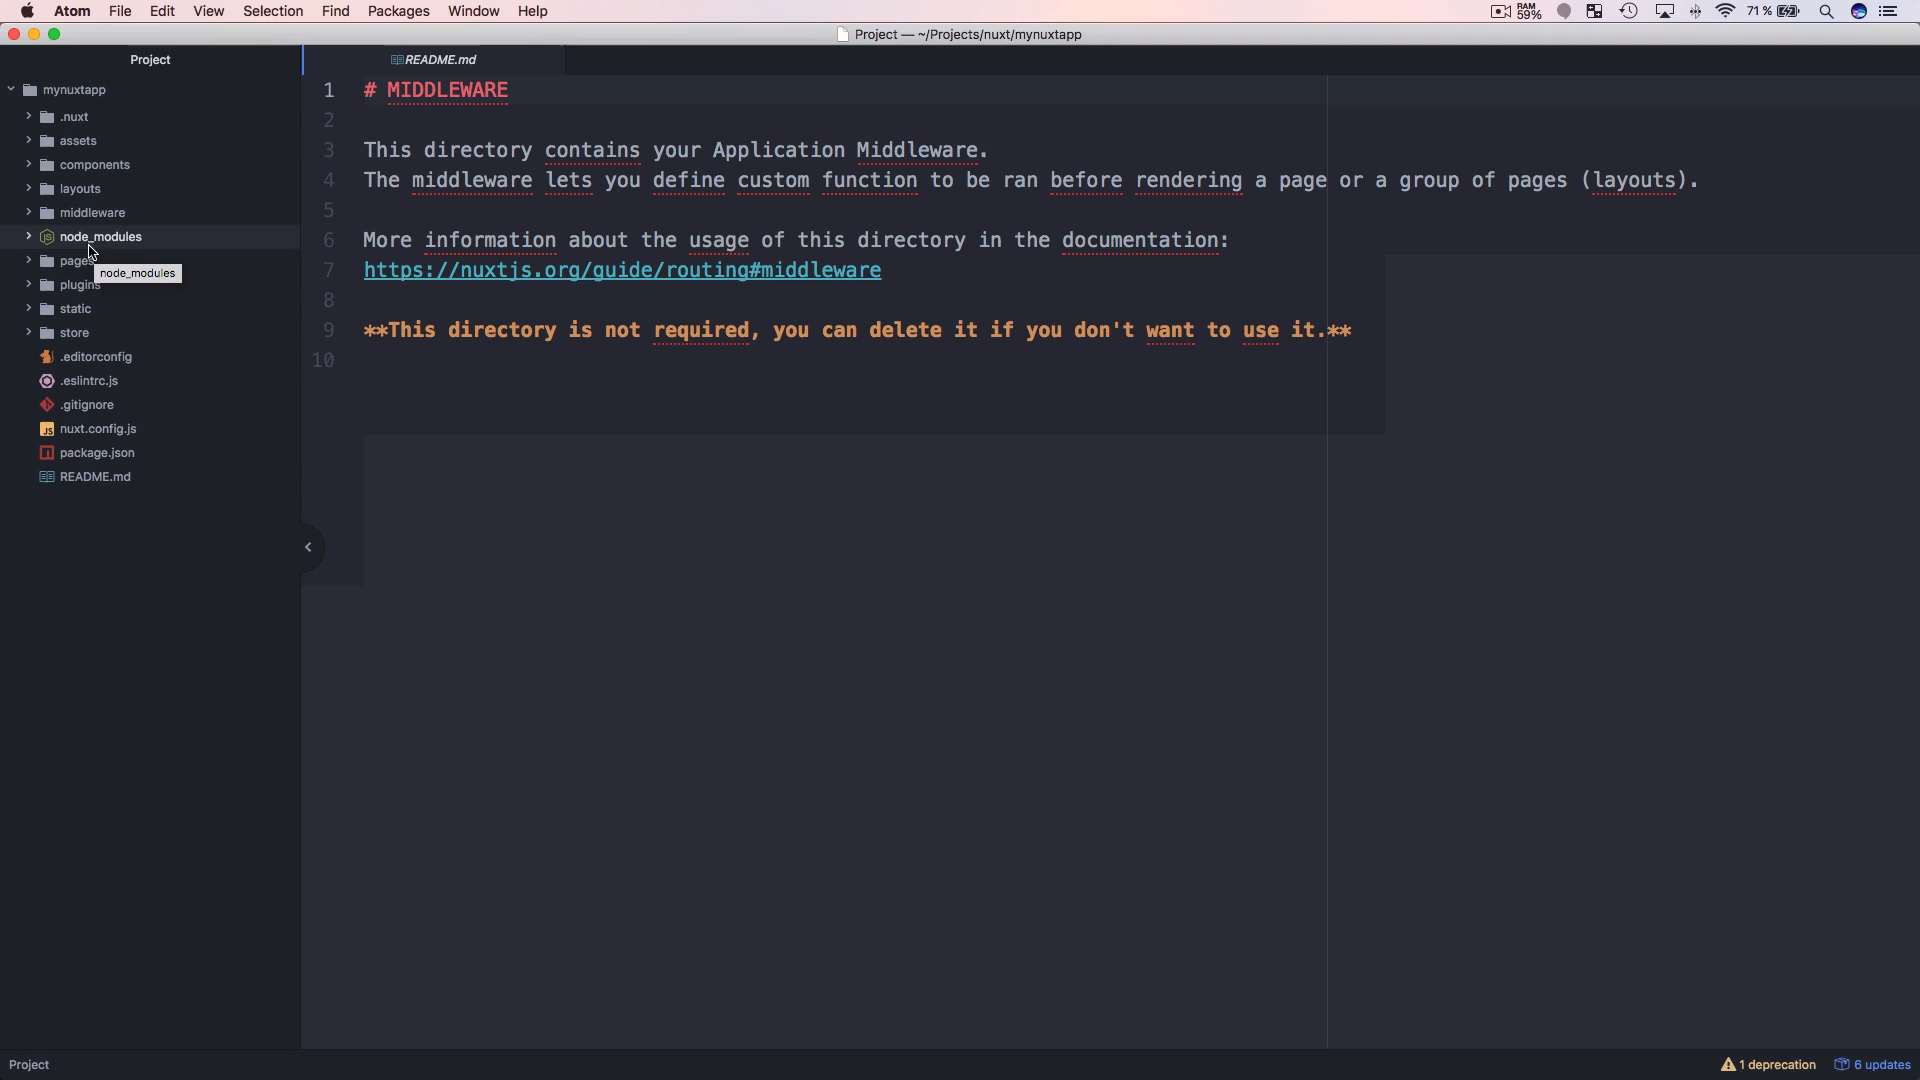 Atom File Edit View Selection Find Packages Window Help
RAM 59% 71 %
Project — ~/Projects/nuxt/mynuxtapp
Project
README.md
mynuxtapp
.nuxt
assets
components
layouts
middleware
node_modules
pages
node_modules
plugins
static
store
.editorconfig
.eslintrc.js
.gitignore
nuxt.config.js
package.json
README.md
1 # MIDDLEWARE
2
3 This directory contains your Application Middleware.
4 The middleware lets you define custom function to be ran before rendering a page or a group of pages (layouts).
5
6 More information about the usage of this directory in the documentation:
7 https://nuxtjs.org/guide/routing#middleware
8
9 **This directory is not required, you can delete it if you don't want to use it.**
10
Project
1 deprecation 6 updates